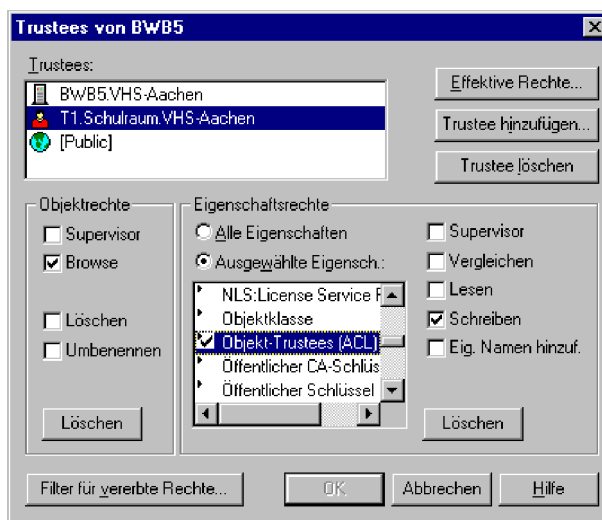 Trustees von BWB5
Trustees:
BWB5.VHS-Aachen
T1.Schulraum.VHS-Aachen
[Public]
Effektive Rechte...
Trustee hinzufügen...
Trustee löschen
Objektrechte
Supervisor
Browse
Löschen
Umbenennen
Löschen
Eigenschaftsrechte
Alle Eigenschaften
Ausgewählte Eigensch.:
NLS:License Service F
Objektklasse
Objekt-Trustees (ACL)
Öffentlicher CA-Schlüs
Öffentlicher Schlüssel
Supervisor
Vergleichen
Lesen
Schreiben
Eig. Namen hinzuf.
Löschen
Filter für vererbte Rechte...
OK
Abbrechen
Hilfe